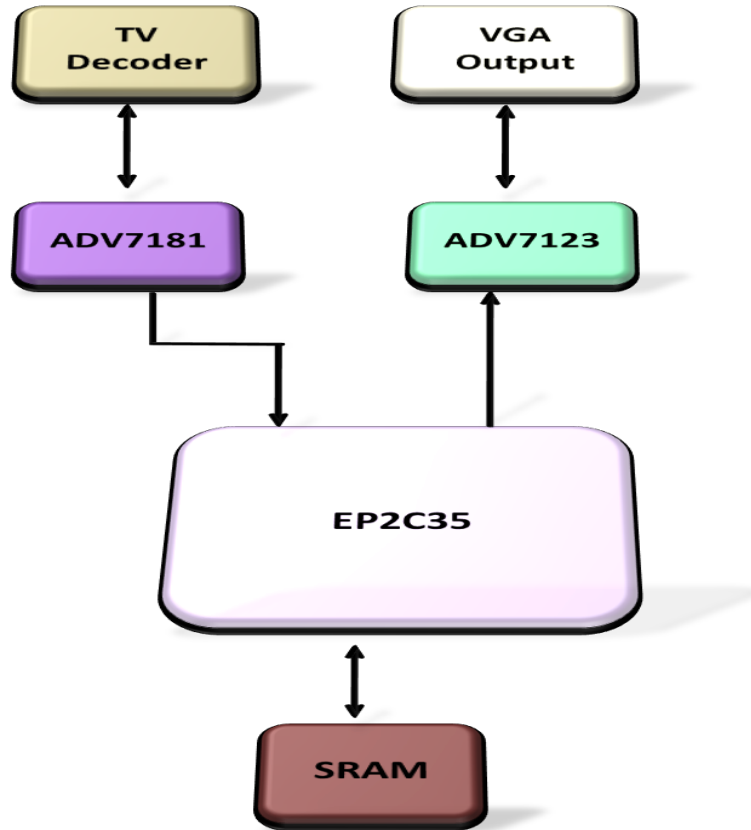 TV
Decoder
VGA
Output
ADV7181
ADV7123
EP2C35
SRAM